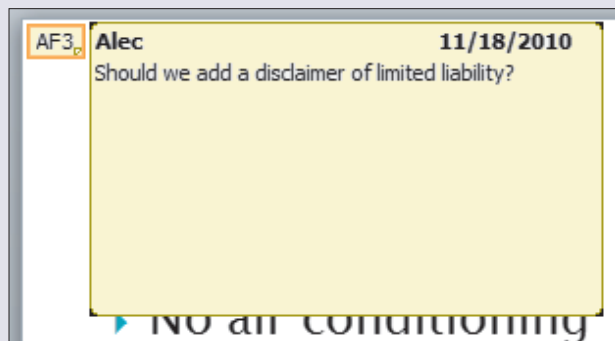 AF3 Alec 11/18/2010
Should we add a disclaimer of limited liability?
No air conditioning